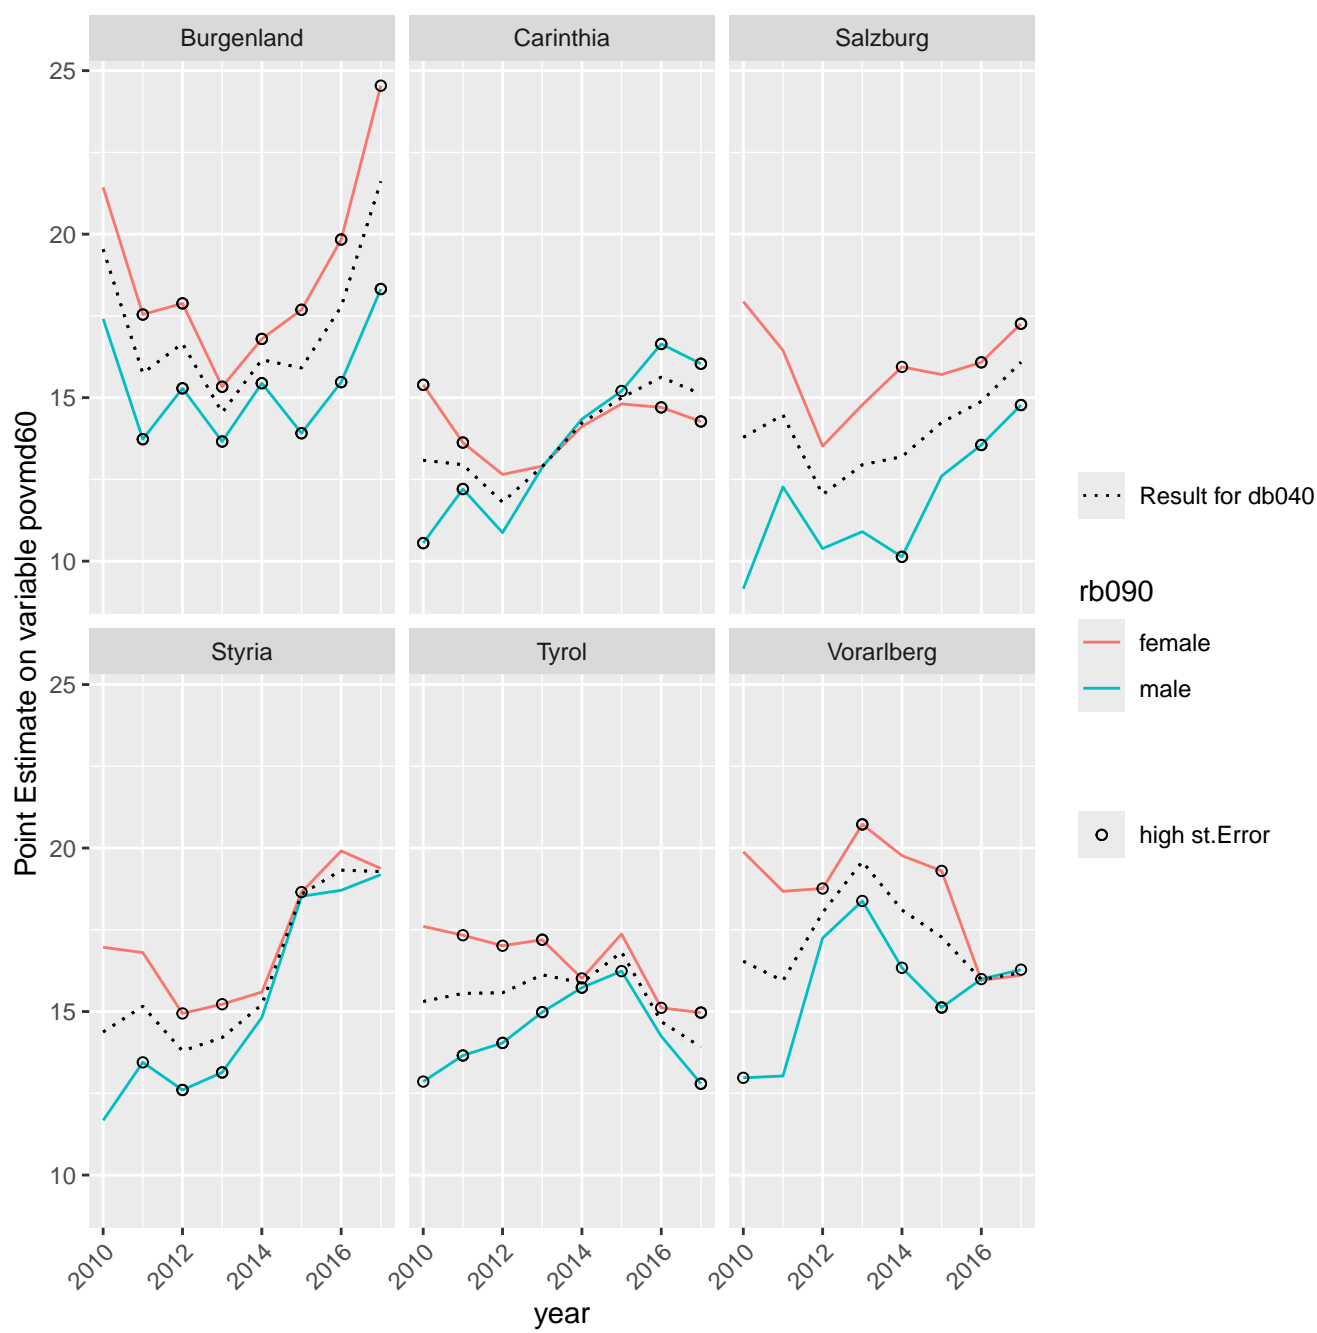 Burgenland
Carinthia
Salzburg
25
20
15
10
Styria
Tyrol
Vorarlberg
25
20
15
10
2010
2012
2014
2016
2010
2012
2014
2016
2010
2012
2014
2016
year
Point Estimate on variable povmd60
Result for db040
rb090
female
male
high st.Error